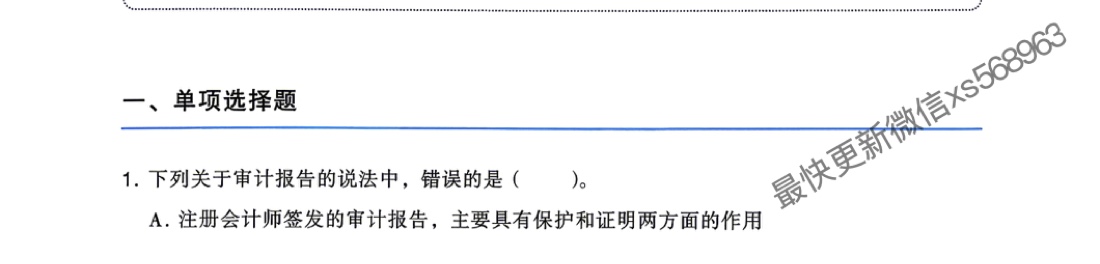 一、单项选择题
最快更新微信xs568963
1. 下列关于审计报告的说法中，错误的是（  ）。
A. 注册会计师签发的审计报告，主要具有保护和证明两方面的作用